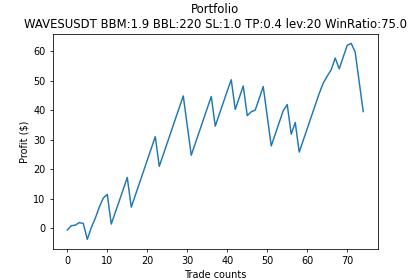 Portfolio
WAVESUSDT BBM:1.9 BBL:220 SL:1.0 TP:0.4 lev:20 WinRatio:75.0
60
50
40
30
20
10
0
Profit ($)
0 10 20 30 40 50 60 70
Trade counts